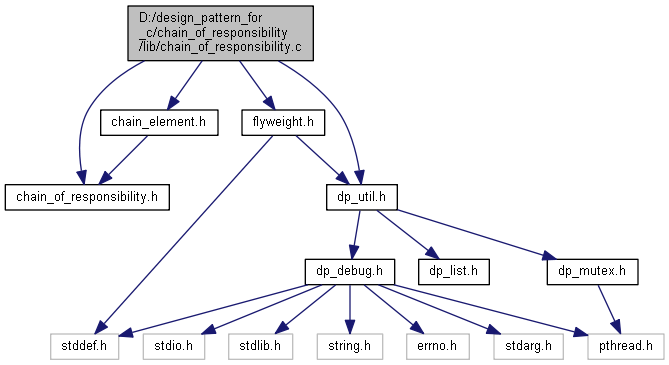 D:/design_pattern_for
_c/chain_of_responsibility
/lib/chain_of_responsibility.c
chain_element.h
flyweight.h
chain_of_responsibility.h
dp_util.h
dp_debug.h
dp_list.h
dp_mutex.h
stddef.h
stdio.h
stdlib.h
string.h
errno.h
stdarg.h
pthread.h